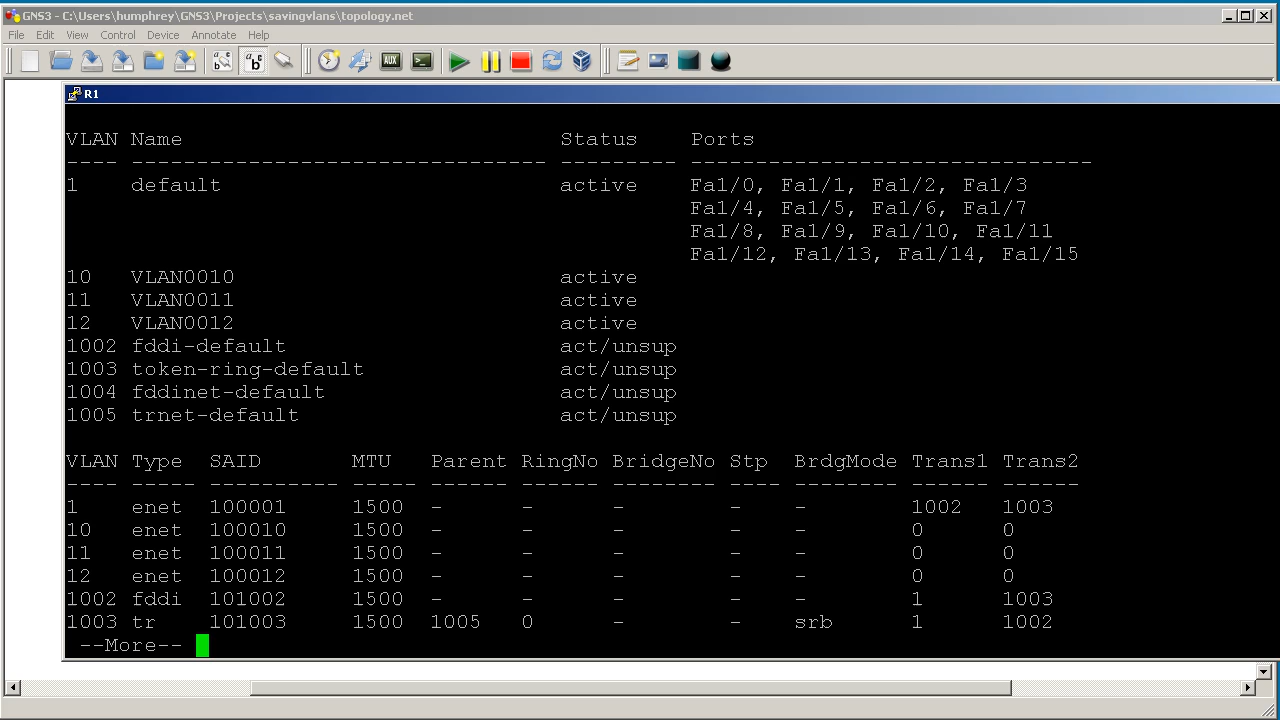 GNS3 - C:\Users\humphrey\GNS3\Projects\savingvlans\topology.net
File Edit View Control Device Annotate Help
abc abc AUX >_
R1
VLAN Name Status Ports
---- -------------------------------- --------- -------------------------------
1 default active Fa1/0, Fa1/1, Fa1/2, Fa1/3
Fa1/4, Fa1/5, Fa1/6, Fa1/7
Fa1/8, Fa1/9, Fa1/10, Fa1/11
Fa1/12, Fa1/13, Fa1/14, Fa1/15
10 VLAN0010 active
11 VLAN0011 active
12 VLAN0012 active
1002 fddi-default act/unsup
1003 token-ring-default act/unsup
1004 fddinet-default act/unsup
1005 trnet-default act/unsup
VLAN Type SAID MTU Parent RingNo BridgeNo Stp BrdgMode Trans1 Trans2
---- ----- ---------- ----- ------ ------ -------- ---- -------- ------ ------
1 enet 100001 1500 - - - - - 1002 1003
10 enet 100010 1500 - - - - - 0 0
11 enet 100011 1500 - - - - - 0 0
12 enet 100012 1500 - - - - - 0 0
1002 fddi 101002 1500 - - - - - 1 1003
1003 tr 101003 1500 1005 0 - - srb 1 1002
--More--